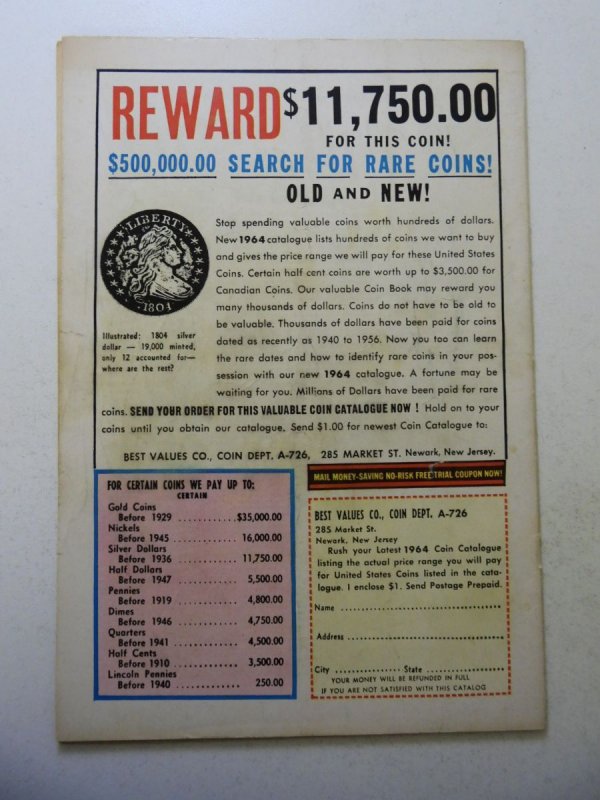 REWARD $11,750.00
FOR THIS COIN!
$500,000.00 SEARCH FOR RARE COINS!
OLD AND NEW!
LIBERTY
1804
Illustrated: 1804 silver
dollar — 19,000 minted,
only 12 accounted for—
where are the rest?
Stop spending valuable coins worth hundreds of dollars.
New 1964 catalogue lists hundreds of coins we want to buy
and gives the price range we will pay for these United States
Coins. Certain half cent coins are worth up to $3,500.00 for
Canadian Coins. Our valuable Coin Book may reward you
many thousands of dollars. Coins do not have to be old to
be valuable. Thousands of dollars have been paid for coins
dated as recently as 1940 to 1956. Now you too can learn
the rare dates and how to identify rare coins in your pos-
session with our new 1964 catalogue. A fortune may be
waiting for you. Millions of Dollars have been paid for rare
coins. SEND YOUR ORDER FOR THIS VALUABLE COIN CATALOGUE NOW ! Hold on to your
coins until you obtain our catalogue. Send $1.00 for newest Coin Catalogue to:
BEST VALUES CO., COIN DEPT. A-726, 285 MARKET ST. Newark, New Jersey.
FOR CERTAIN COINS WE PAY UP TO:
CERTAIN
Gold Coins
Before 1929 ............$35,000.00
Nickels
Before 1945 ............ 16,000.00
Silver Dollars
Before 1936 ............ 11,750.00
Half Dollars
Before 1947 ............ 5,500.00
Pennies
Before 1919 ............ 4,800.00
Dimes
Before 1946 ............ 4,750.00
Quarters
Before 1941 ............ 4,500.00
Half Cents
Before 1910 ............ 3,500.00
Lincoln Pennies
Before 1940 ............ 250.00
MAIL MONEY-SAVING NO-RISK FREE TRIAL COUPON NOW!
BEST VALUES CO., COIN DEPT. A-726
285 Market St.
Newark, New Jersey
Rush your Latest 1964 Coin Catalogue
listing the actual price range you will pay
for United States Coins listed in the cata-
logue. I enclose $1. Send Postage Prepaid.
Name ..................................
Address ...............................
City .................State ................
YOUR MONEY WILL BE REFUNDED IN FULL
IF YOU ARE NOT SATISFIED WITH THIS CATALOG